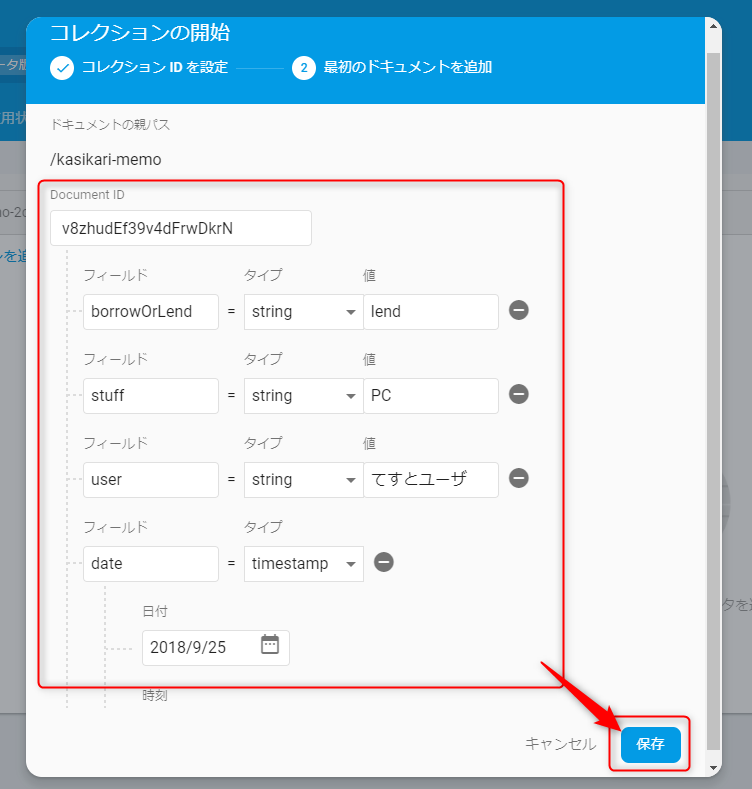 コレクションの開始
コレクション ID を設定
2 最初のドキュメントを追加
ドキュメントの親パス
/kasikari-memo
Document ID
v8zhudEf39v4dFrwDkrN
フィールド タイプ 値
borrowOrLend = string lend
フィールド タイプ 値
stuff = string PC
フィールド タイプ 値
user = string てすとユーザ
フィールド タイプ
date = timestamp
日付
2018/9/25
時刻
キャンセル 保存